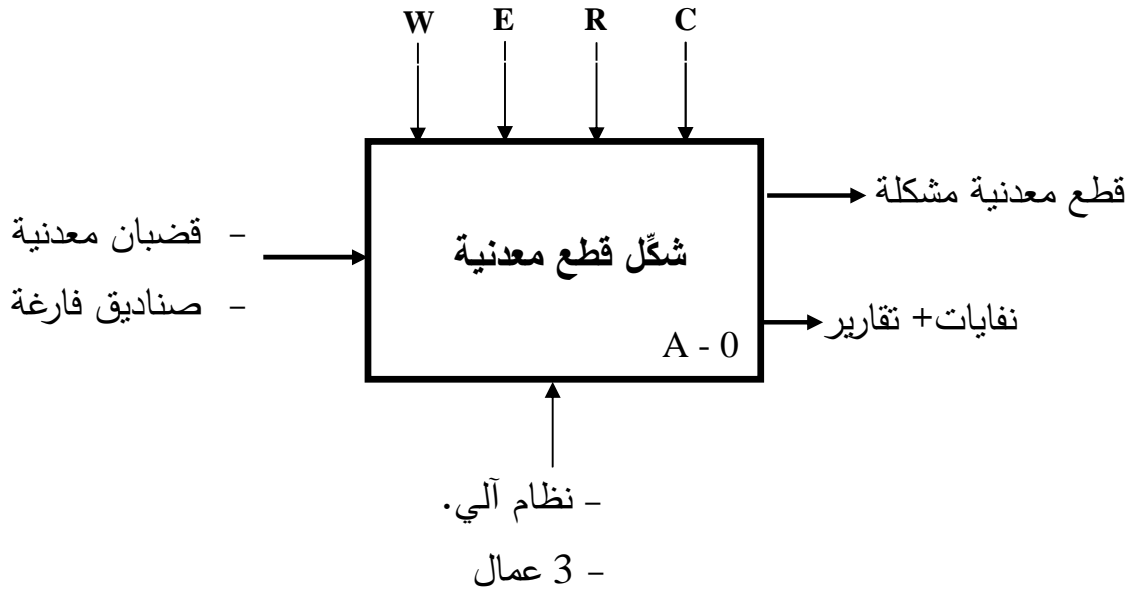 W E R C
قطع معدنية مشكلة
- قضبان معدنية
شكِّل قطع معدنية
- صناديق فارغة
نفايات+ تقارير
A - 0
- نظام آلي.
- 3 عمال